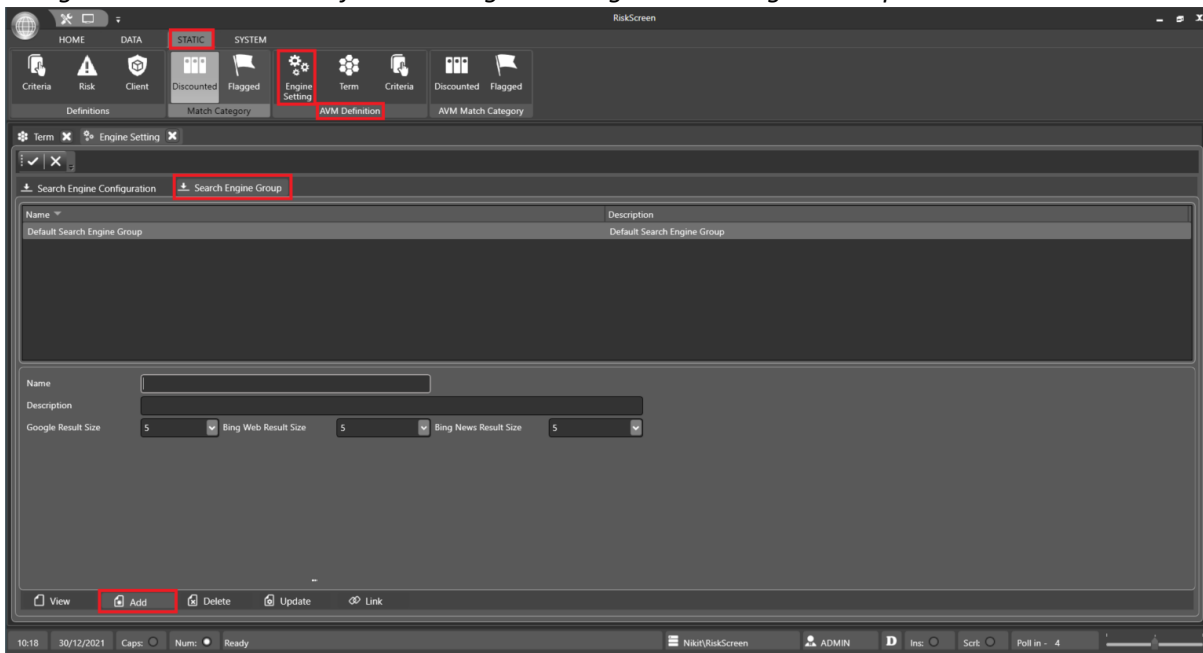 RiskScreen
HOME DATA STATIC SYSTEM
Criteria Risk Client Discounted Flagged Engine Setting Term Criteria Discounted Flagged
Definitions Match Category AVM Definition AVM Match Category
Term Engine Setting
Search Engine Configuration Search Engine Group
Name Description
Default Search Engine Group Default Search Engine Group
Name
Description
Google Result Size 5 Bing Web Result Size 5 Bing News Result Size 5
View Add Delete Update Link
10:18 30/12/2021 Caps: Num: Ready Nikit\RiskScreen ADMIN D Ins: Scrl: Poll in - 4